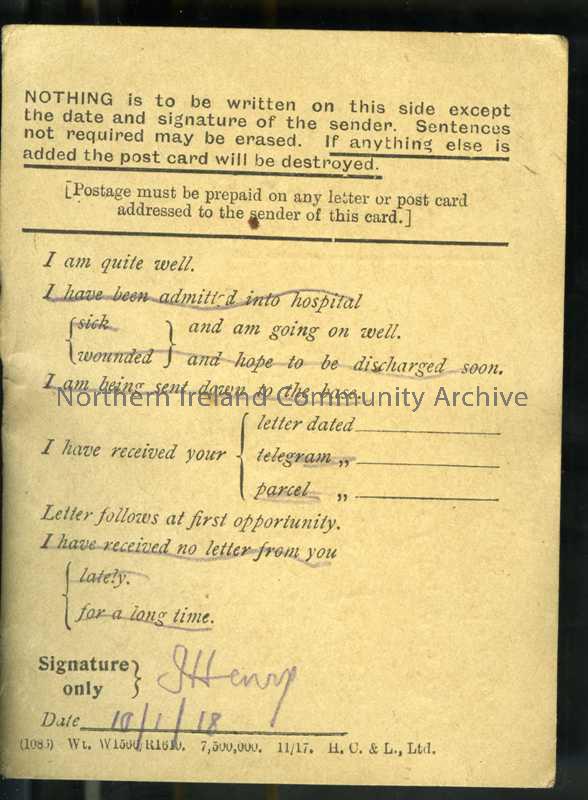 NOTHING is to be written on this side except
the date and signature of the sender. Sentences
not required may be erased. If anything else is
added the post card will be destroyed.
[Postage must be prepaid on any letter or post card
addressed to the sender of this card.]
I am quite well.
I have been admitted into hospital
sick and am going on well.
wounded and hope to be discharged soon.
I am being sent down to the base.
Northern Ireland Community Archive
letter dated
I have received your telegram „
parcel „
Letter follows at first opportunity.
I have received no letter from you
lately.
for a long time.
Signature
only
JHenry
Date 10/1/18
Wt. W1566 R1619. 7,500,000. 11/17. H. C. & L., Ltd.